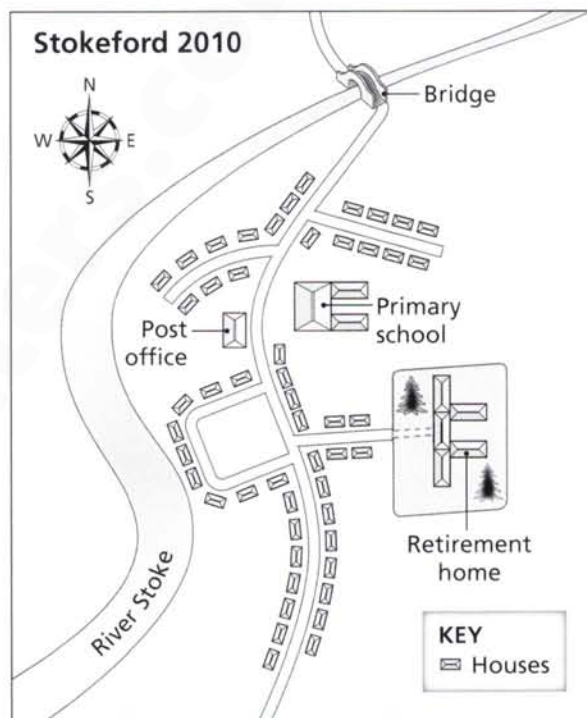 Stokeford 2010
N
W E
S
Bridge
Post
office
Primary
school
Retirement
home
River Stoke
KEY
Houses